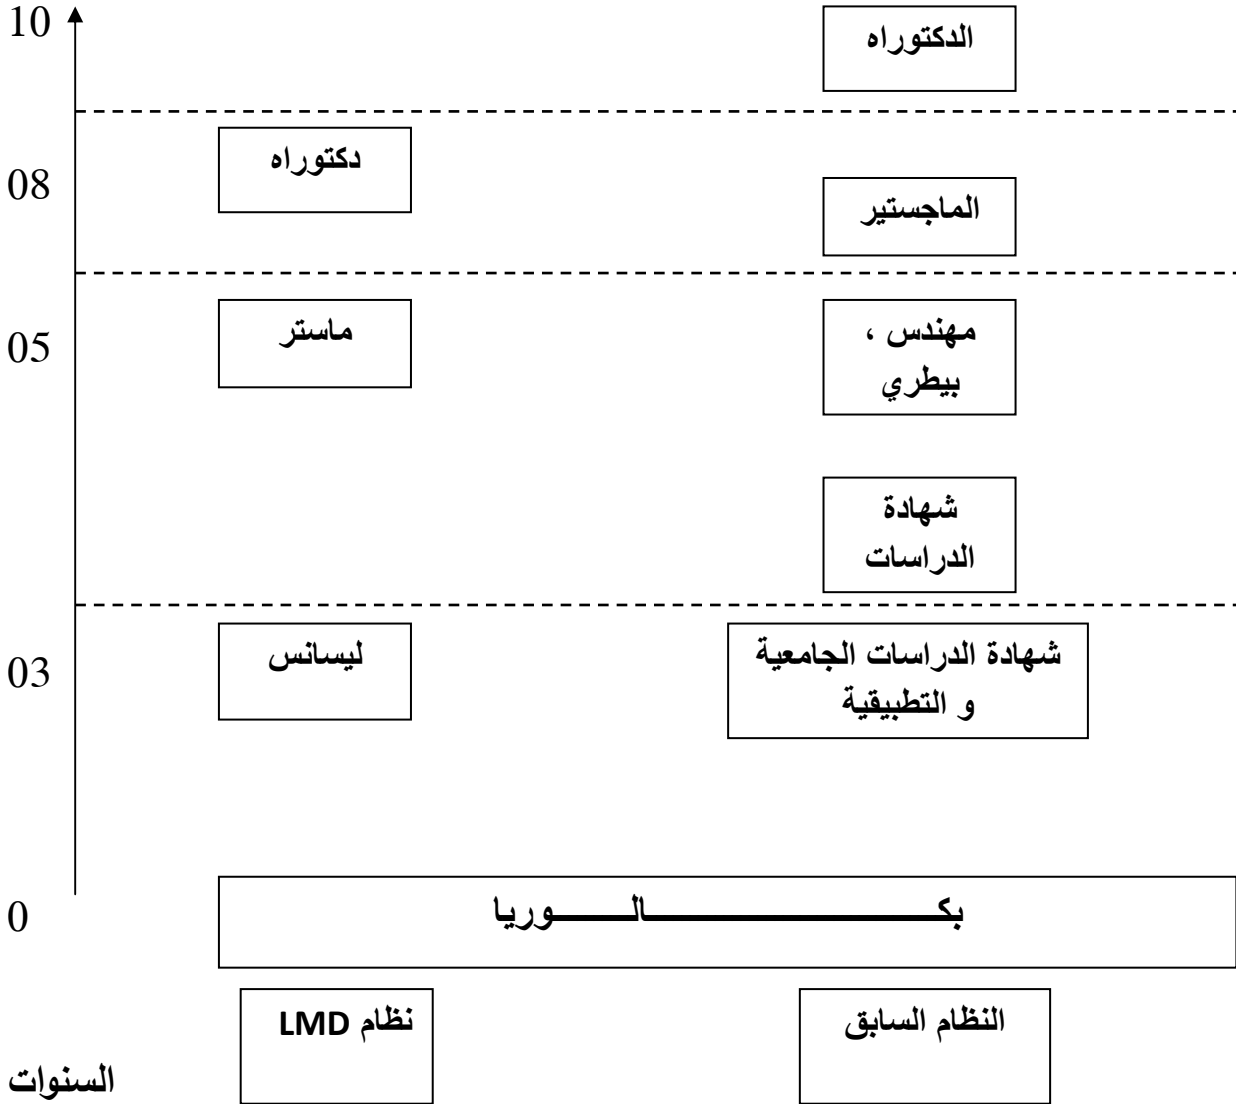 10
الدكتوراه
دكتوراه
08
الماجستير
05
ماستر
مهندس ،
بيطري
شهادة
الدراسات
03
ليسانس
شهادة الدراسات الجامعية
و التطبيقية
0
بكـــــــــــــــالـــــــوريا
نظام LMD
النظام السابق
السنوات